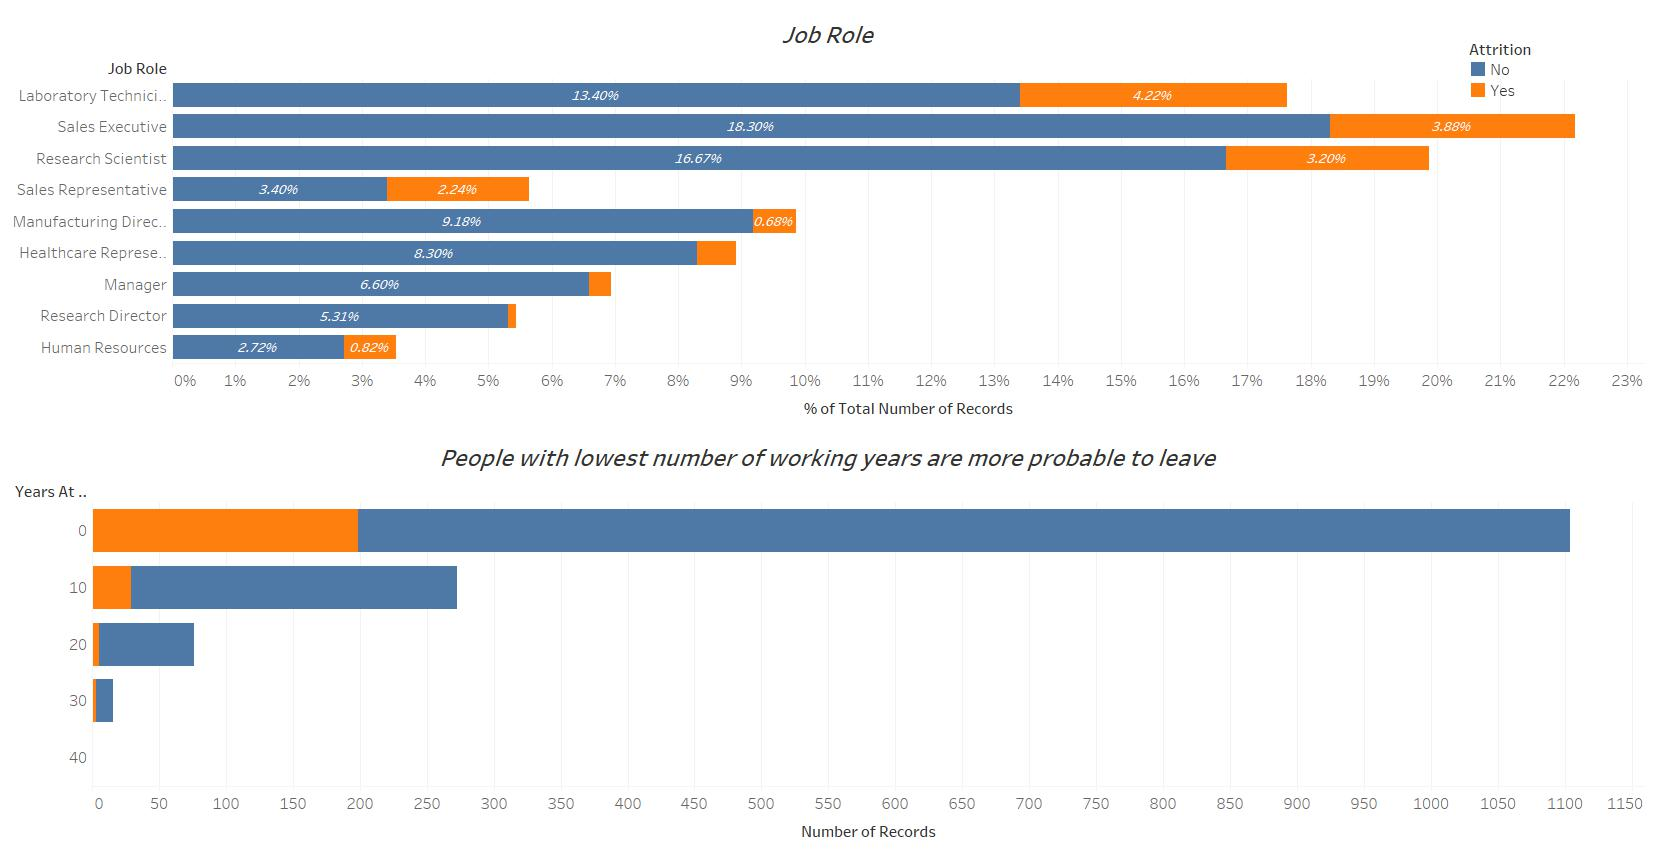 Job Role
Attrition
No
Yes
Job Role
Laboratory Technici.. 13.40% 4.22%
Sales Executive 18.30% 3.88%
Research Scientist 16.67% 3.20%
Sales Representative 3.40% 2.24%
Manufacturing Direc.. 9.18% 0.68%
Healthcare Represe.. 8.30%
Manager 6.60%
Research Director 5.31%
Human Resources 2.72% 0.82%
0% 1% 2% 3% 4% 5% 6% 7% 8% 9% 10% 11% 12% 13% 14% 15% 16% 17% 18% 19% 20% 21% 22% 23%
% of Total Number of Records
People with lowest number of working years are more probable to leave
Years At ..
0
10
20
30
40
0 50 100 150 200 250 300 350 400 450 500 550 600 650 700 750 800 850 900 950 1000 1050 1100 1150
Number of Records